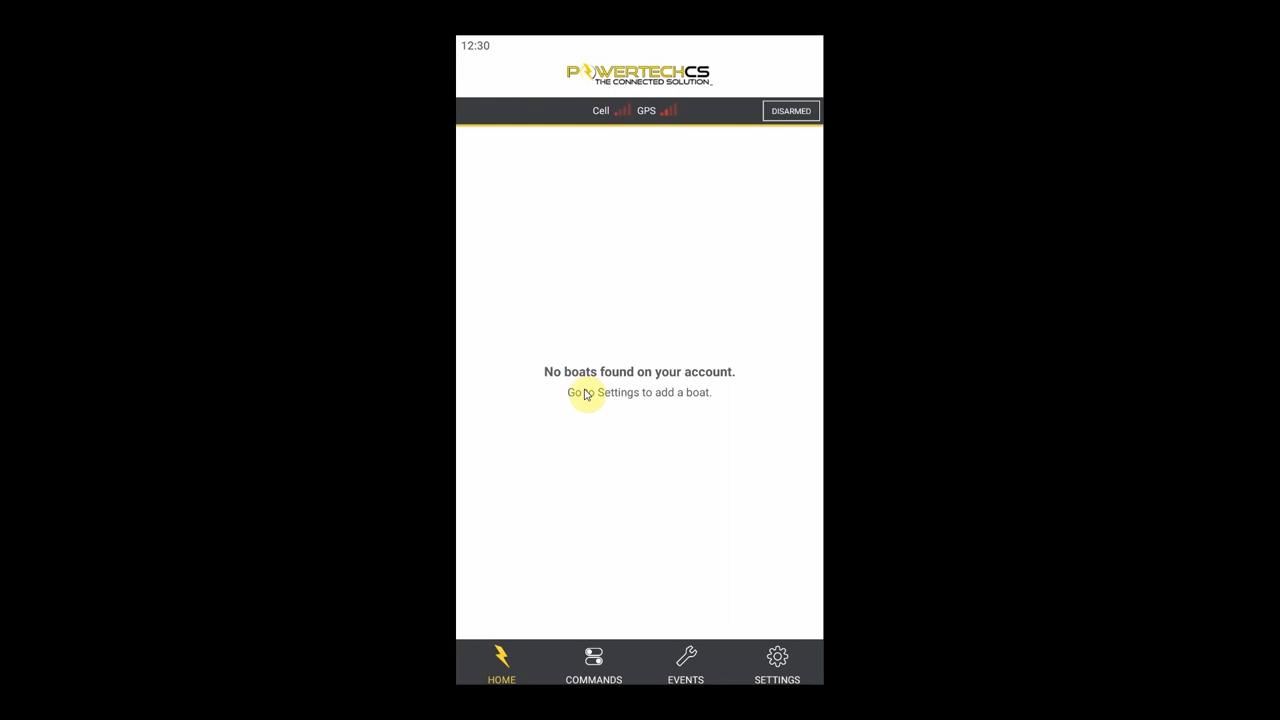 12:30
POWERTECHCS
THE CONNECTED SOLUTION
Cell GPS DISARMED
No boats found on your account.
Go to Settings to add a boat.
HOME COMMANDS EVENTS SETTINGS